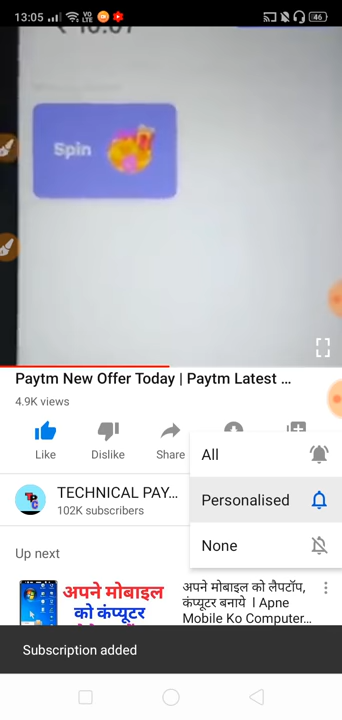 13:05
VO
LTE
46
Spin
Paytm New Offer Today | Paytm Latest ...
4.9K views
Like
Dislike
Share
All
Personalised
None
TECHNICAL PAY...
102K subscribers
Up next
अपने मोबाइल
को कंप्यूटर
अपने मोबाइल को लैपटॉप,
कंप्यूटर बनाये । Apne
Mobile Ko Computer...
Subscription added